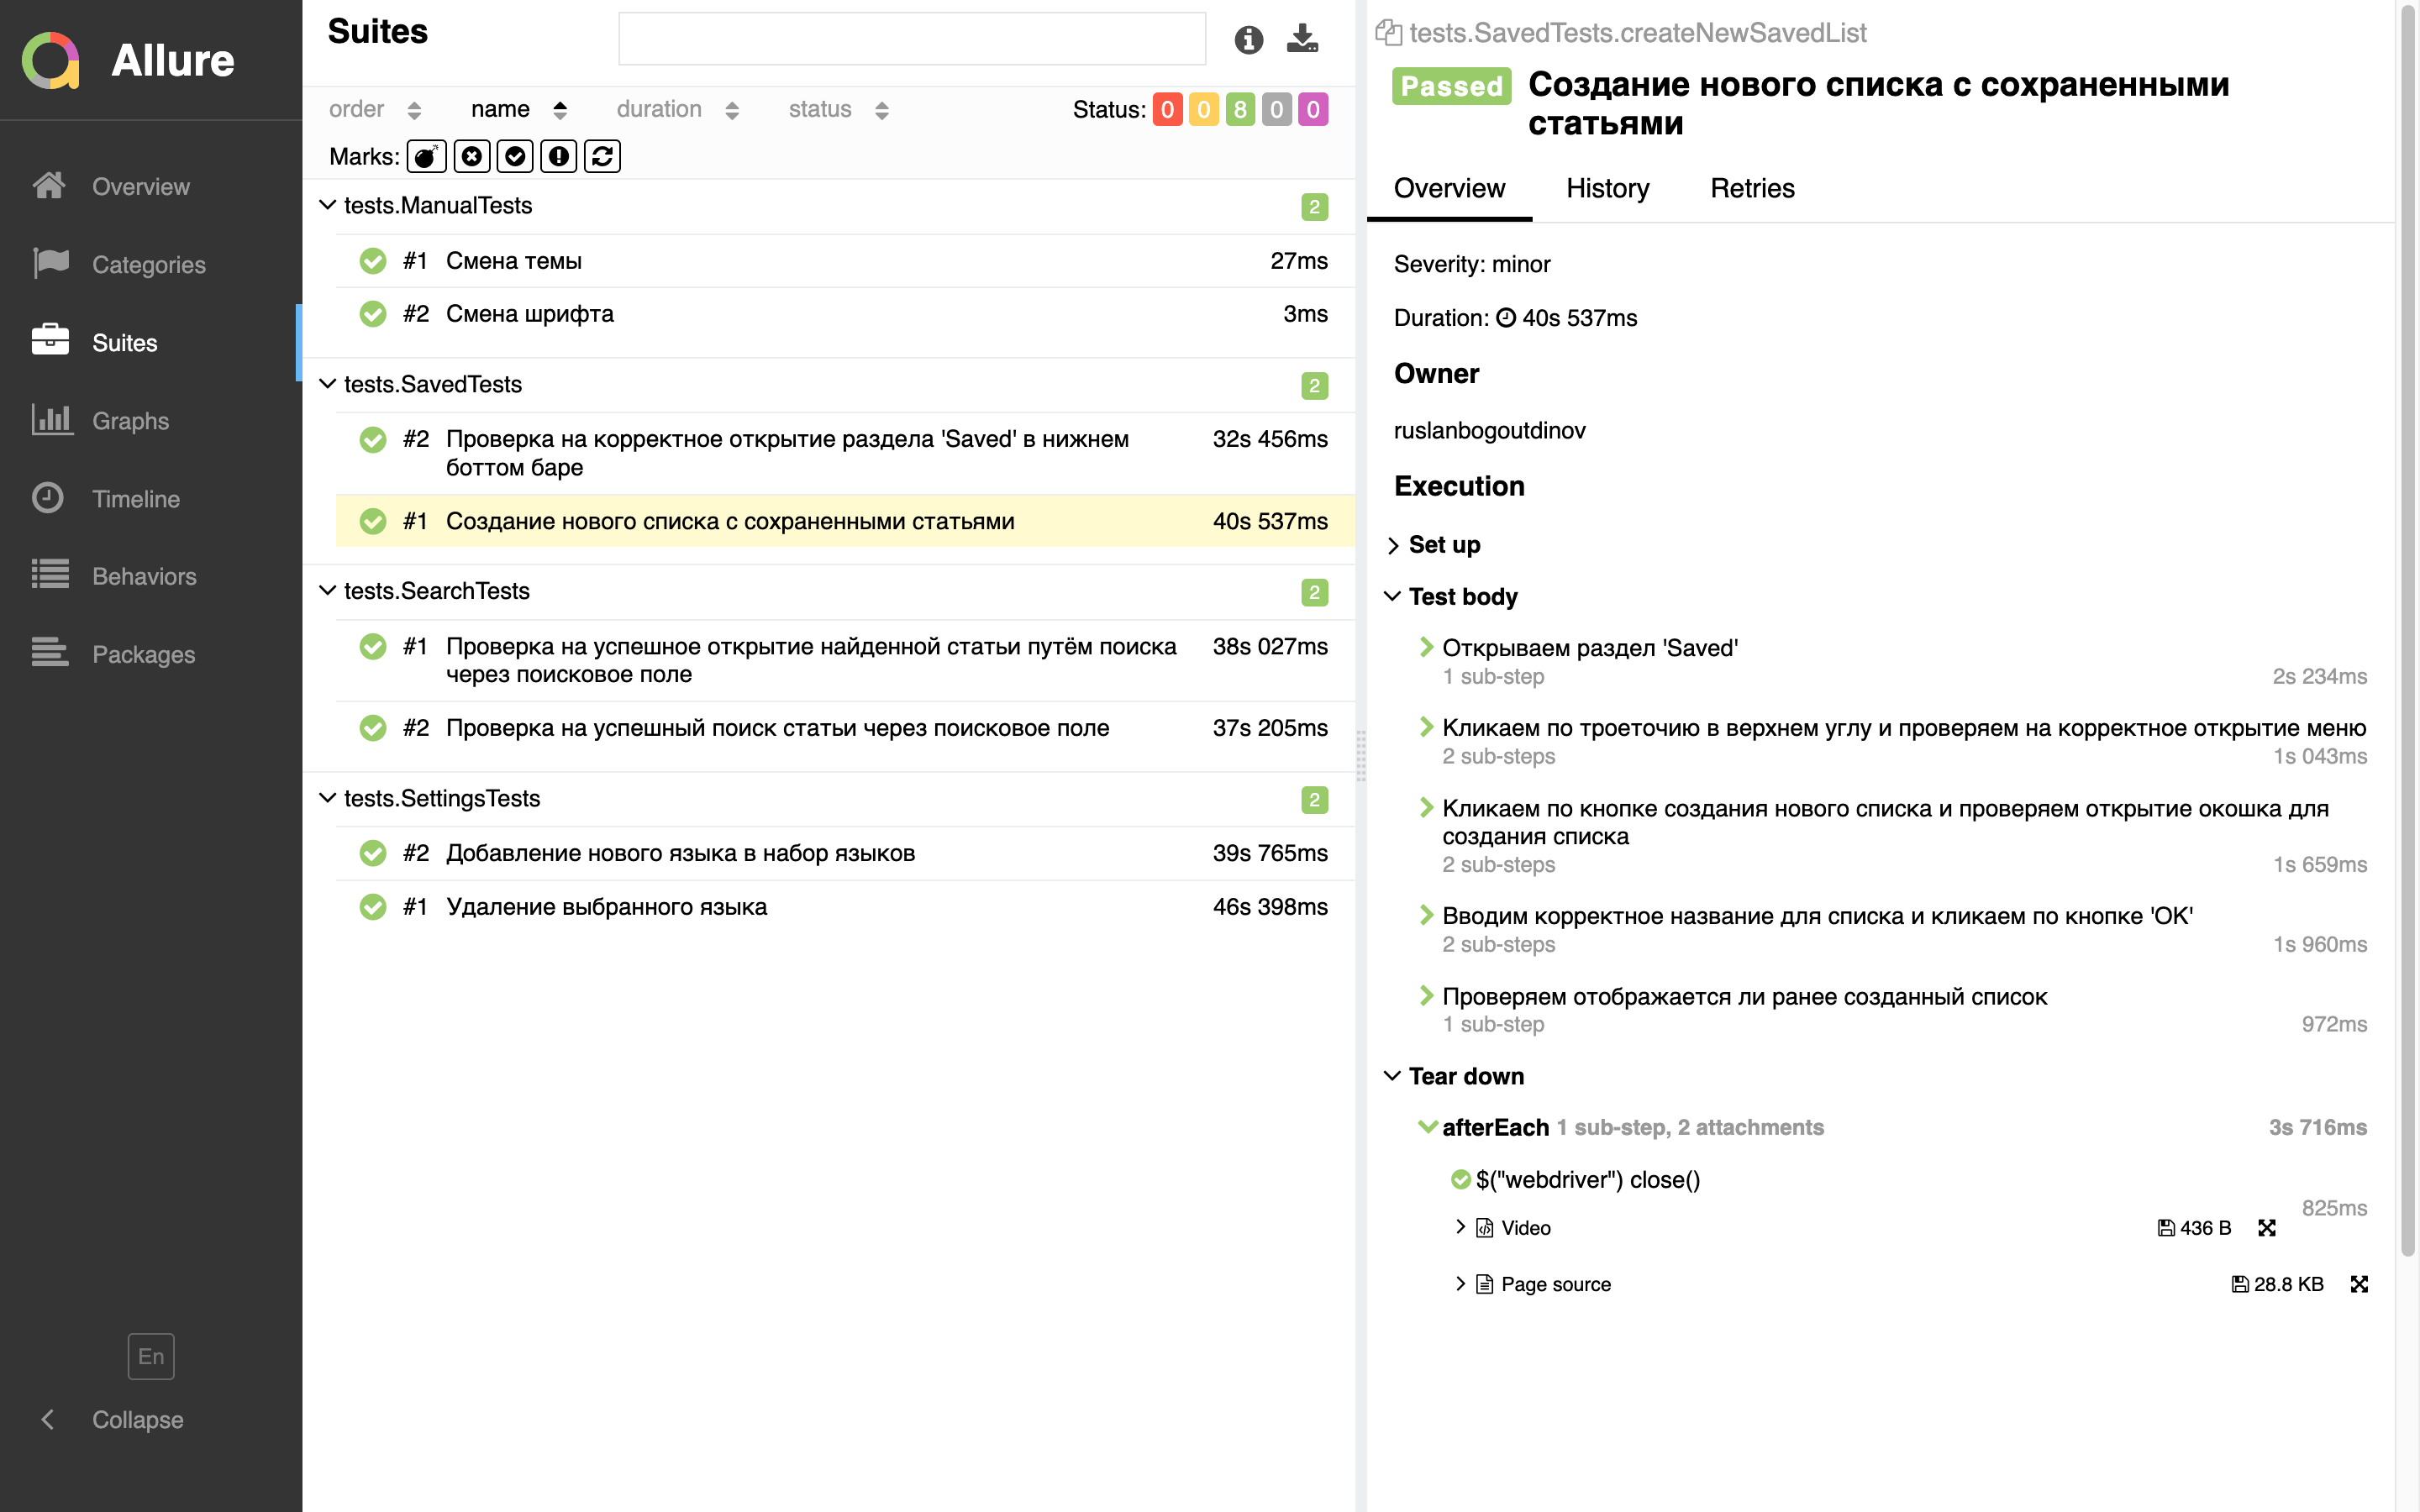 Allure
Overview
Categories
Suites
Graphs
Timeline
Behaviors
Packages
En
Collapse
Suites
order name duration status Status: 0 0 8 0 0
Marks:
tests.ManualTests 2
#1 Смена темы 27ms
#2 Смена шрифта 3ms
tests.SavedTests 2
#2 Проверка на корректное открытие раздела 'Saved' в нижнем 32s 456ms
боттом баре
#1 Создание нового списка с сохраненными статьями 40s 537ms
tests.SearchTests 2
#1 Проверка на успешное открытие найденной статьи путём поиска 38s 027ms
через поисковое поле
#2 Проверка на успешный поиск статьи через поисковое поле 37s 205ms
tests.SettingsTests 2
#2 Добавление нового языка в набор языков 39s 765ms
#1 Удаление выбранного языка 46s 398ms
tests.SavedTests.createNewSavedList
Passed Создание нового списка с сохраненными
статьями
Overview History Retries
Severity: minor
Duration: 40s 537ms
Owner
ruslanbogoutdinov
Execution
Set up
Test body
Открываем раздел 'Saved'
1 sub-step 2s 234ms
Кликаем по троеточию в верхнем углу и проверяем на корректное открытие меню
2 sub-steps 1s 043ms
Кликаем по кнопке создания нового списка и проверяем открытие окошка для
создания списка
2 sub-steps 1s 659ms
Вводим корректное название для списка и кликаем по кнопке 'OK'
2 sub-steps 1s 960ms
Проверяем отображается ли ранее созданный список
1 sub-step 972ms
Tear down
afterEach 1 sub-step, 2 attachments 3s 716ms
$("webdriver") close()
825ms
Video 436 B
Page source 28.8 KB